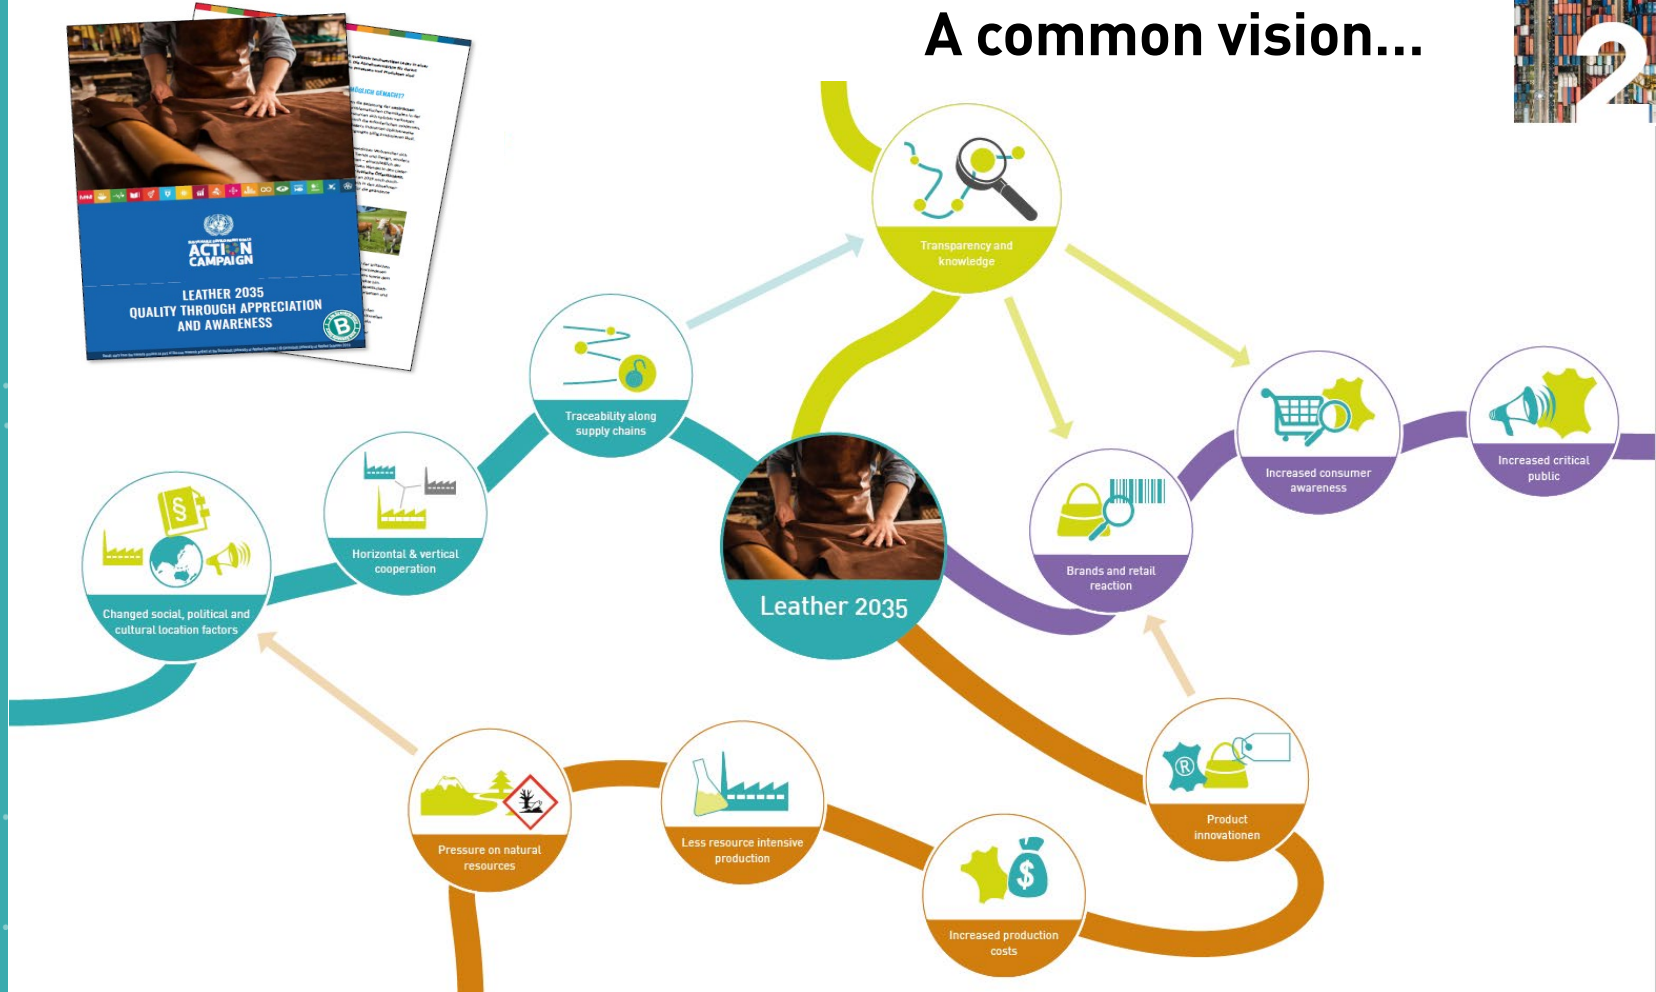 A common vision...
2
MÖGLICH GEMACHT?
ACTION
CAMPAIGN
LEATHER 2035
QUALITY THROUGH APPRECIATION
AND AWARENESS
B
Transparency and
knowledge
Traceability along
supply chains
Horizontal & vertical
cooperation
§
Changed social, political and
cultural location factors
Leather 2035
Increased consumer
awareness
Increased critical
public
Brands and retail
reaction
®
Product
innovationen
Pressure on natural
resources
Less resource intensive
production
$
Increased production
costs